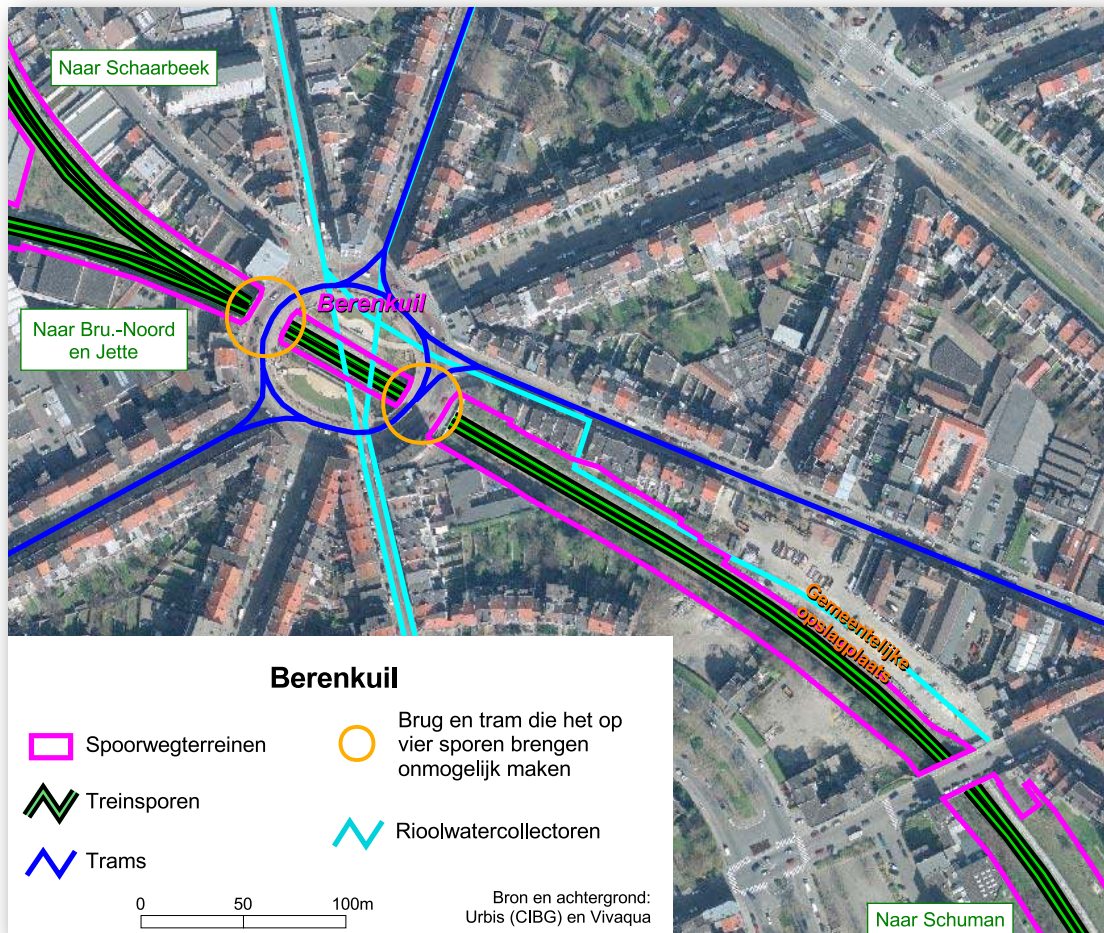 Naar Schaarbeek
Berenkuil
Naar Bru.-Noord
en Jette
Gemeentelijke
opslagplaats
Berenkuil
Spoorwegterreinen
Treinsporen
Trams
Brug en tram die het op
vier sporen brengen
onmogelijk maken
Rioolwatercollectoren
0 50 100m
Bron en achtergrond:
Urbis (CIBG) en Vivaqua
Naar Schuman